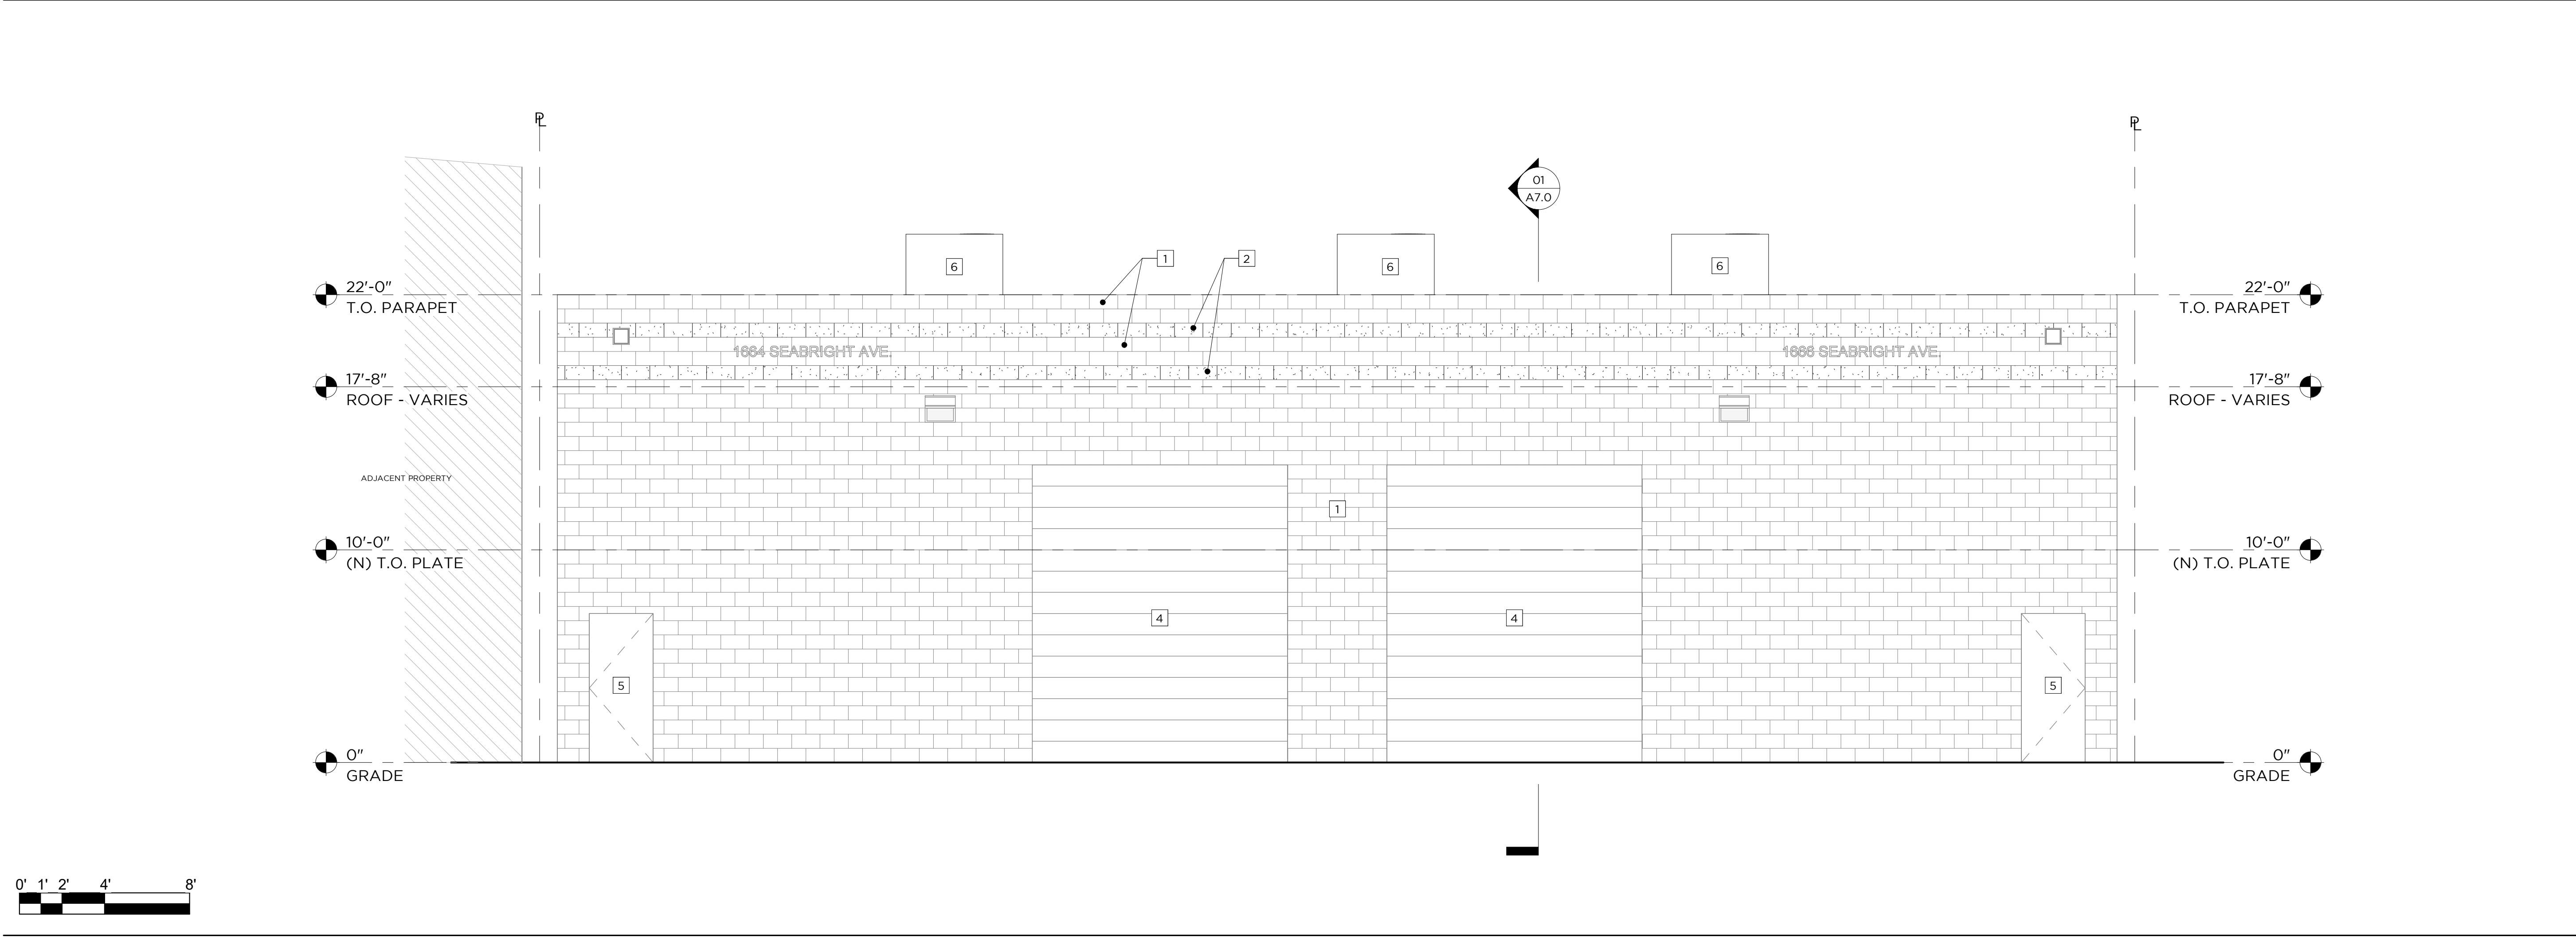 PL
PL
01
A7.0
1
2
6
6
6
22'-0"
T.O. PARAPET
22'-0"
T.O. PARAPET
1664 SEABRIGHT AVE.
1666 SEABRIGHT AVE.
17'-8"
ROOF - VARIES
17'-8"
ROOF - VARIES
ADJACENT PROPERTY
1
10'-0"
(N) T.O. PLATE
10'-0"
(N) T.O. PLATE
4
4
5
5
0"
GRADE
0"
GRADE
0' 1' 2' 4' 8'